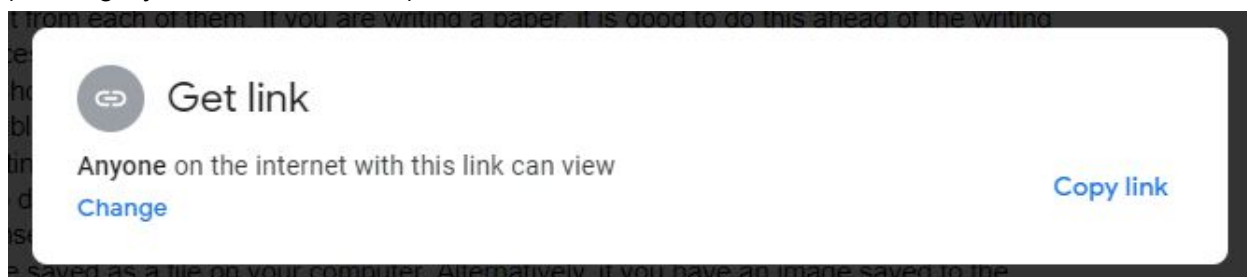 t from each of them. If you are writing a paper, it is good to do this ahead of the writing
Get link
Anyone on the internet with this link can view
Change
Copy link
e saved as a file on your computer. Alternatively, if you have an image saved to the